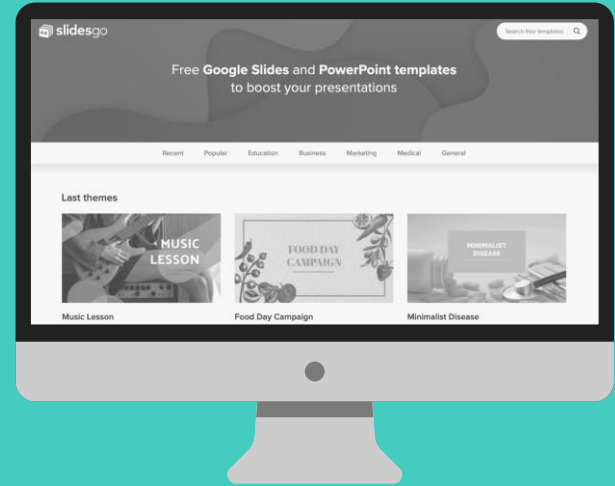 slidesgo
Search free templates
Free Google Slides and PowerPoint templates
to boost your presentations
Recent Popular Education Business Marketing Medical General
Last themes
MUSIC
LESSON
FOOD DAY
CAMPAIGN
MINIMALIST
DISEASE
Music Lesson Food Day Campaign Minimalist Disease